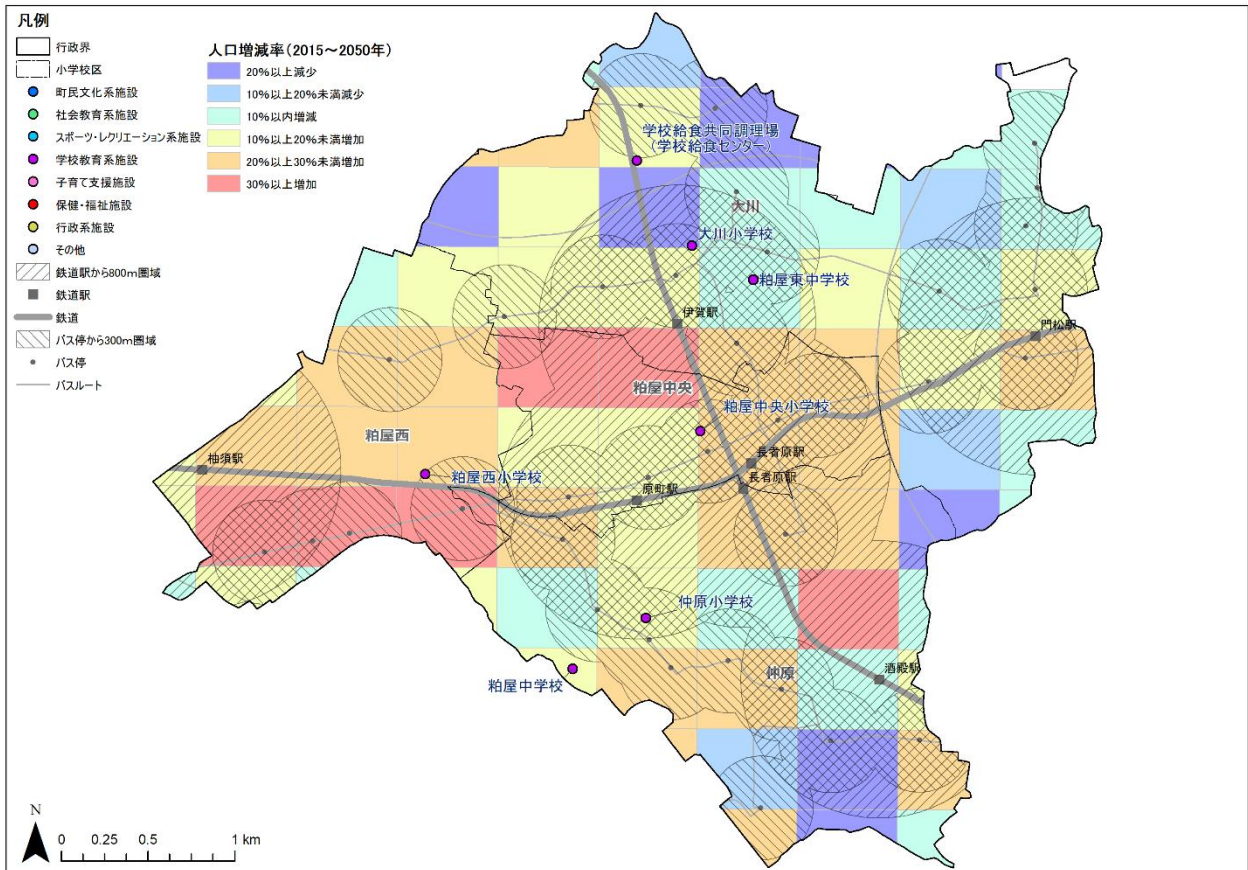 凡例
行政界
小学校区
町民文化系施設
社会教育系施設
スポーツ・レクリエーション系施設
学校教育系施設
子育て支援施設
保健・福祉施設
行政系施設
その他
鉄道駅から800m圏域
鉄道駅
鉄道
バス停から300m圏域
バス停
バスルート
人口増減率(2015~2050年)
20%以上減少
10%以上20%未満減少
10%以内増減
10%以上20%未満増加
20%以上30%未満増加
30%以上増加
学校給食共同調理場
(学校給食センター)
大川
大川小学校
粕屋東中学校
伊賀駅
門松駅
粕屋中央
粕屋中央小学校
粕屋西
柚須駅
粕屋西小学校
長者原駅
長者原駅
原町駅
仲原小学校
粕屋中学校
仲原
酒殿駅
N
0 0.25 0.5 1 km